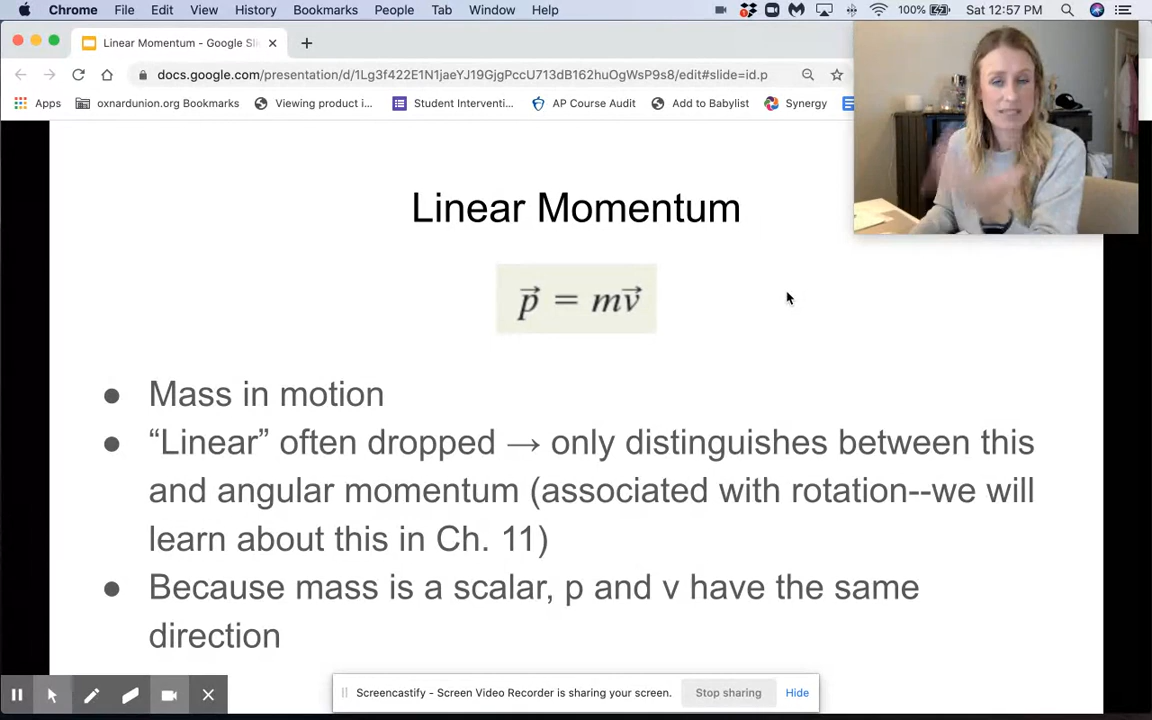 Chrome File Edit View History Bookmarks People Tab Window Help 100% Sat 12:57 PM
Linear Momentum - Google Sli
docs.google.com/presentation/d/1Lg3f422E1N1jaeYJ19GjgPccU713dB162huOgWsP9s8/edit#slide=id.p
Apps oxnardunion.org Bookmarks Viewing product i... Student Interventi... AP Course Audit Add to Babylist Synergy
Linear Momentum
p⃗ = mv⃗
● Mass in motion
● “Linear” often dropped → only distinguishes between this
and angular momentum (associated with rotation--we will
learn about this in Ch. 11)
● Because mass is a scalar, p and v have the same
direction
Screencastify - Screen Video Recorder is sharing your screen. Stop sharing Hide